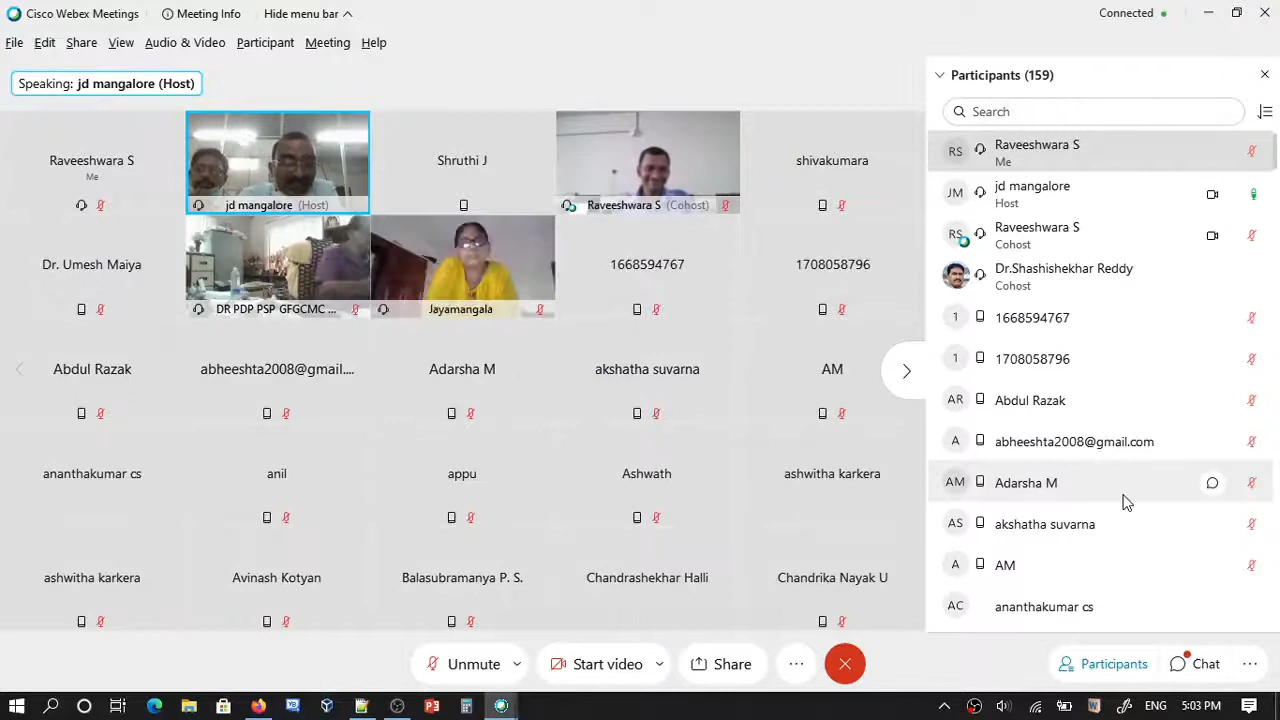 Cisco Webex Meetings
Meeting Info
Hide menu bar
Connected
File Edit Share View Audio & Video Participant Meeting Help
Speaking: jd mangalore (Host)
Raveeshwara S
Me
jd mangalore (Host)
Shruthi J
Raveeshwara S (Cohost)
shivakumara
Dr. Umesh Maiya
DR PDP PSP GFGCMC ...
Jayamangala
1668594767
1708058796
Abdul Razak
abheeshta2008@gmail....
Adarsha M
akshatha suvarna
AM
ananthakumar cs
anil
appu
Ashwath
ashwitha karkera
ashwitha karkera
Avinash Kotyan
Balasubramanya P. S.
Chandrashekhar Halli
Chandrika Nayak U
Participants (159)
Search
RS Raveeshwara S
Me
JM jd mangalore
Host
RS Raveeshwara S
Cohost
Dr.Shashishekhar Reddy
Cohost
1 1668594767
1 1708058796
AR Abdul Razak
A abheeshta2008@gmail.com
AM Adarsha M
AS akshatha suvarna
A AM
AC ananthakumar cs
Unmute
Start video
Share
Participants
Chat
ENG 5:03 PM